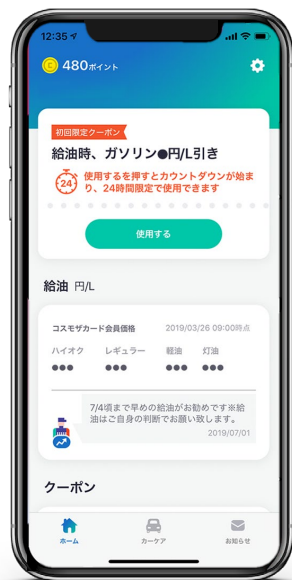 12:35
480ポイント
初回限定クーポン
給油時、ガソリン●円/L引き
24
使用するを押すとカウントダウンが始ま
り、24時間限定で使用できます
使用する
給油 円/L
コスモザカード会員価格 2019/03/26 09:00時点
ハイオク レギュラー 軽油 灯油
●●● ●●● ●●● ●●●
7/4頃まで早めの給油がお勧めです※給
油はご自身の判断でお願い致します。
2019/07/01
クーポン
ホーム カーケア お知らせ